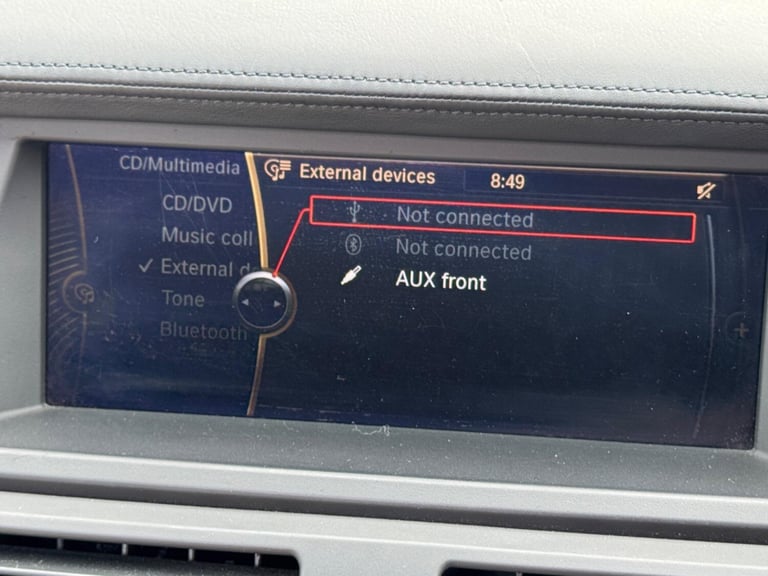 CD/Multimedia
External devices
8:49
CD/DVD
Music coll
External d
Tone
Bluetooth
Not connected
Not connected
AUX front